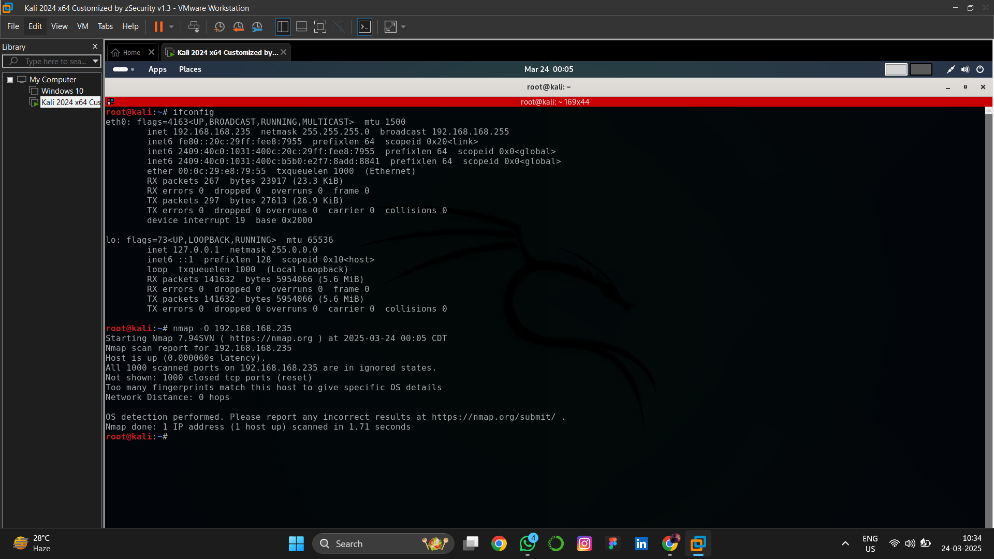 Kali 2024 x64 Customized by zSecurity v1.3 - VMware Workstation
File Edit View VM Tabs Help
Library
Type here to sea...
My Computer
Windows 10
Kali 2024 x64 Cus
Home
Kali 2024 x64 Customized by...
Apps Places
Mar 24 00:05
root@kali: ~
root@kali: ~ 169x44
root@kali:~# ifconfig
eth0: flags=4163<UP,BROADCAST,RUNNING,MULTICAST>  mtu 1500
inet 192.168.168.235  netmask 255.255.255.0  broadcast 192.168.168.255
inet6 fe80::20c:29ff:fee8:7955  prefixlen 64  scopeid 0x20<link>
inet6 2409:40c0:1031:400c:20c:29ff:fee8:7955  prefixlen 64  scopeid 0x0<global>
inet6 2409:40c0:1031:400c:b5b0:e2f7:8add:8841  prefixlen 64  scopeid 0x0<global>
ether 00:0c:29:e8:79:55  txqueuelen 1000  (Ethernet)
RX packets 267  bytes 23917 (23.3 KiB)
RX errors 0  dropped 0  overruns 0  frame 0
TX packets 297  bytes 27613 (26.9 KiB)
TX errors 0  dropped 0 overruns 0  carrier 0  collisions 0
device interrupt 19  base 0x2000
lo: flags=73<UP,LOOPBACK,RUNNING>  mtu 65536
inet 127.0.0.1  netmask 255.0.0.0
inet6 ::1  prefixlen 128  scopeid 0x10<host>
loop  txqueuelen 1000  (Local Loopback)
RX packets 141632  bytes 5954066 (5.6 MiB)
RX errors 0  dropped 0  overruns 0  frame 0
TX packets 141632  bytes 5954066 (5.6 MiB)
TX errors 0  dropped 0 overruns 0  carrier 0  collisions 0
root@kali:~# nmap -O 192.168.168.235
Starting Nmap 7.94SVN ( https://nmap.org ) at 2025-03-24 00:05 CDT
Nmap scan report for 192.168.168.235
Host is up (0.000060s latency).
All 1000 scanned ports on 192.168.168.235 are in ignored states.
Not shown: 1000 closed tcp ports (reset)
Too many fingerprints match this host to give specific OS details
Network Distance: 0 hops
OS detection performed. Please report any incorrect results at https://nmap.org/submit/ .
Nmap done: 1 IP address (1 host up) scanned in 1.71 seconds
root@kali:~#
28°C
Haze
Search
ENG
US
10:34
24-03-2025